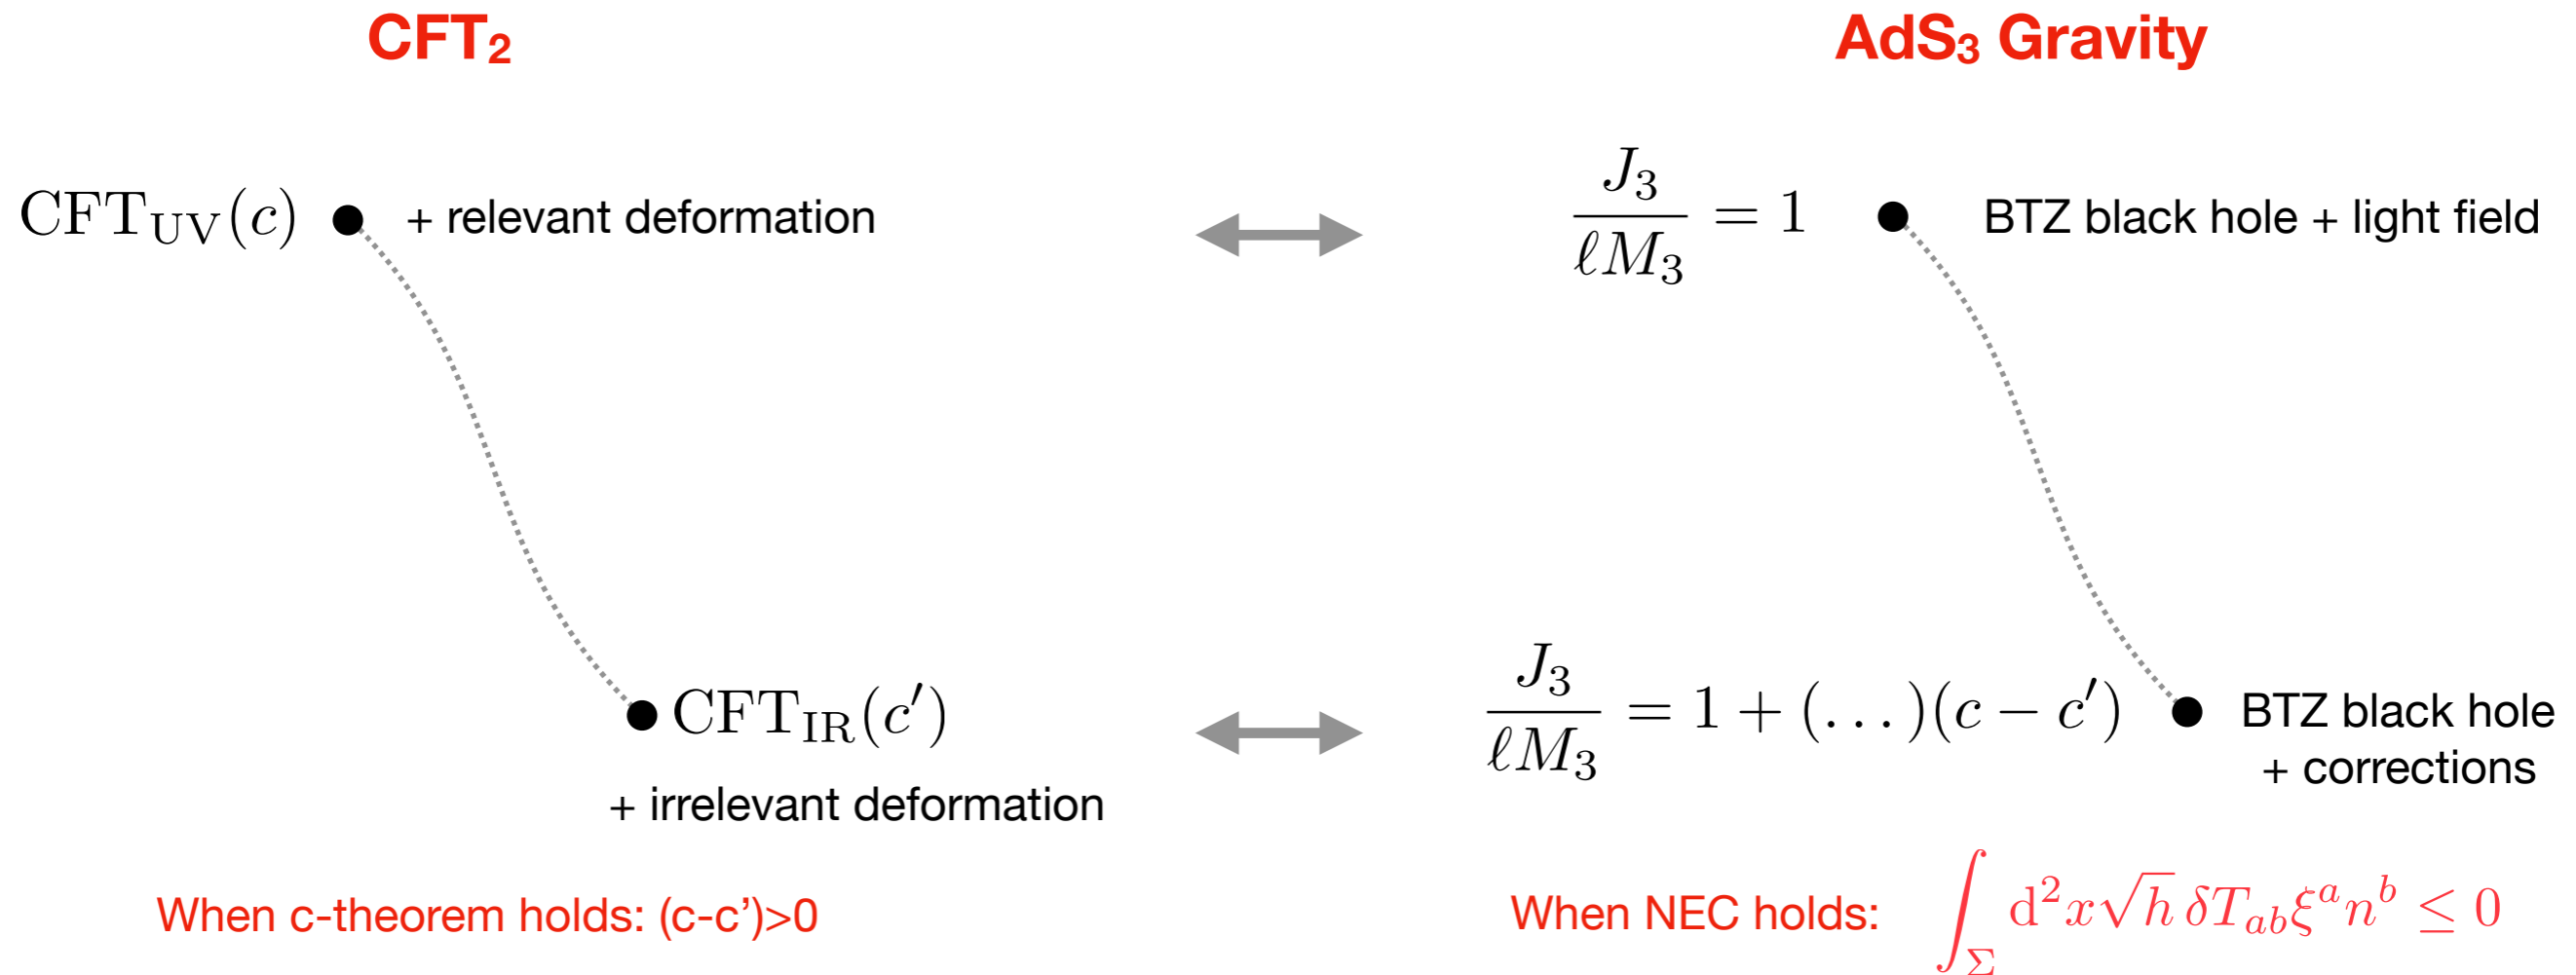 CFT₂
AdS₃ Gravity
CFT_UV(c) + relevant deformation
J₃/ℓM₃ = 1 BTZ black hole + light field
CFT_IR(c′)
+ irrelevant deformation
J₃/ℓM₃ = 1 + (...)(c − c′) BTZ black hole
+ corrections
When c-theorem holds: (c-c’)>0
When NEC holds: ∫_Σ d²x√h δT_ab ξ^a n^b ≤ 0